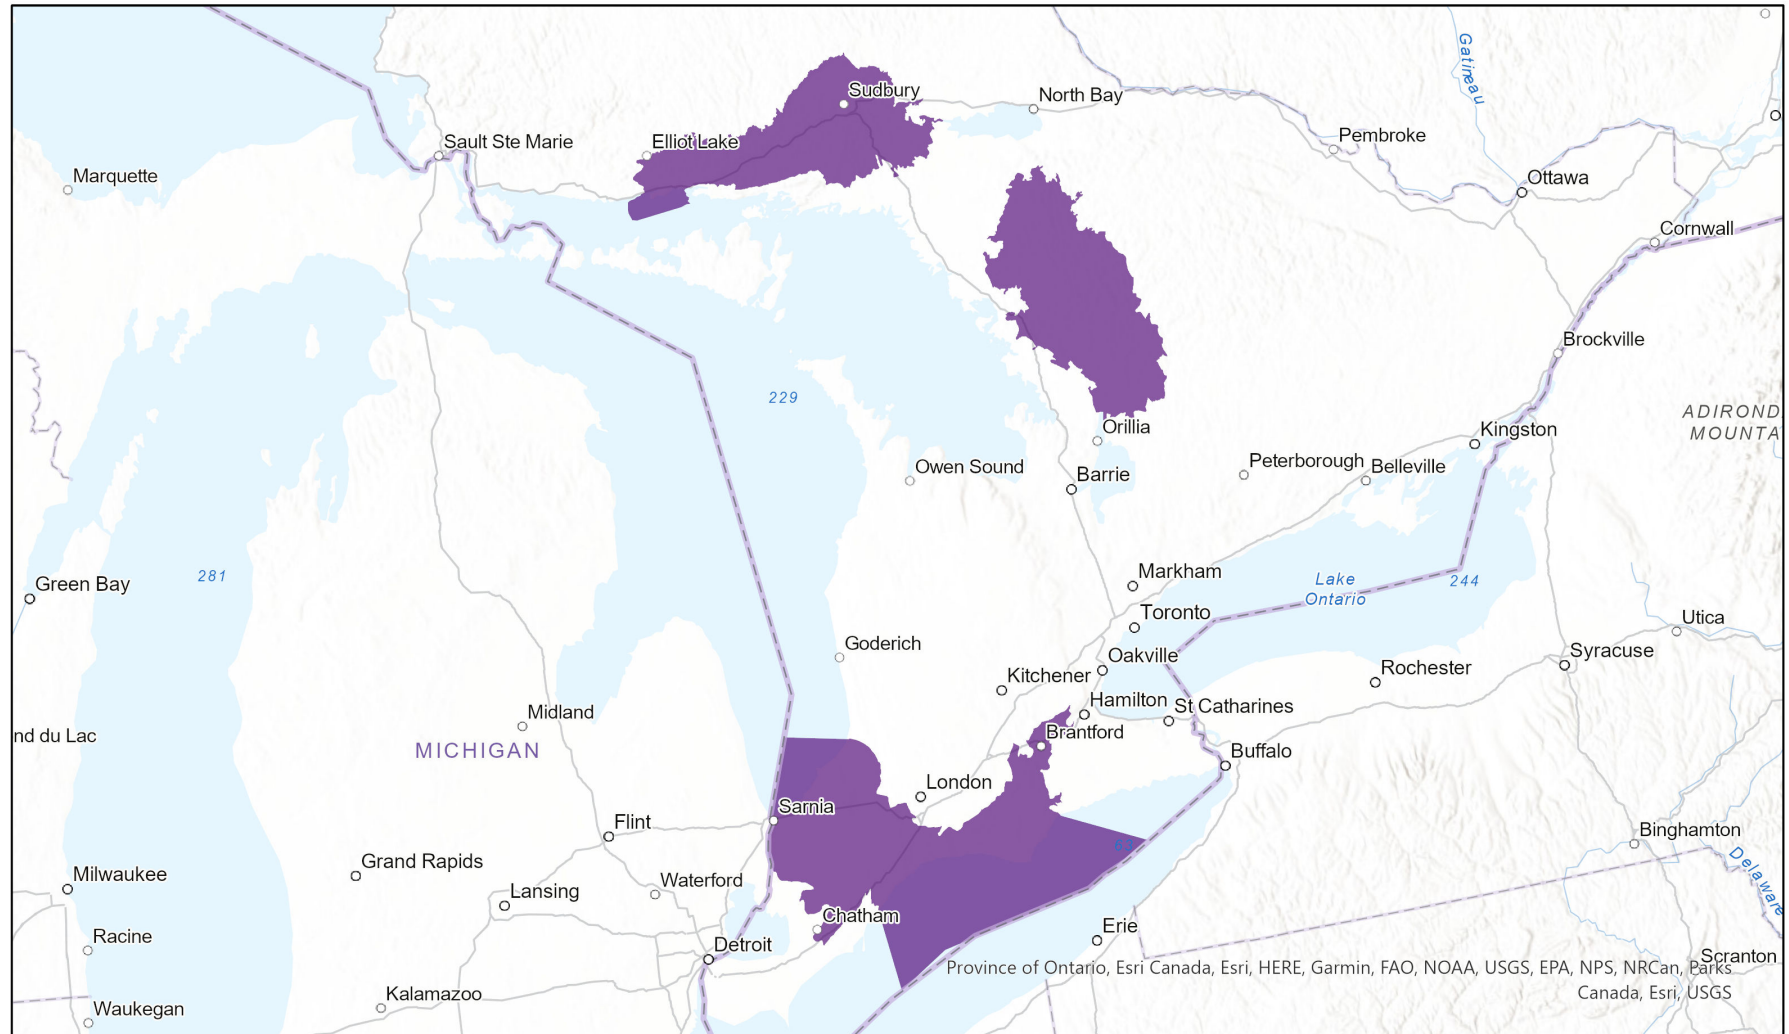 Gatineau
Sudbury
North Bay
Pembroke
Sault Ste Marie
Elliot Lake
Marquette
Ottawa
Cornwall
Brockville
229
ADIROND
MOUNTA
Orillia
Kingston
Owen Sound
Barrie
Peterborough
Belleville
281
Green Bay
Markham
Lake
Ontario
244
Toronto
Utica
Goderich
Oakville
Syracuse
Kitchener
Rochester
Hamilton
St Catharines
Midland
Brantford
nd du Lac
MICHIGAN
Buffalo
London
Sarnia
Flint
Binghamton
Grand Rapids
Delaware
Milwaukee
Lansing
Waterford
Chatham
Erie
Racine
Detroit
Scranton
Province of Ontario, Esri Canada, Esri, HERE, Garmin, FAO, NOAA, USGS, EPA, NPS, NRCan, Parks
Canada, Esri, USGS
Kalamazoo
Waukegan